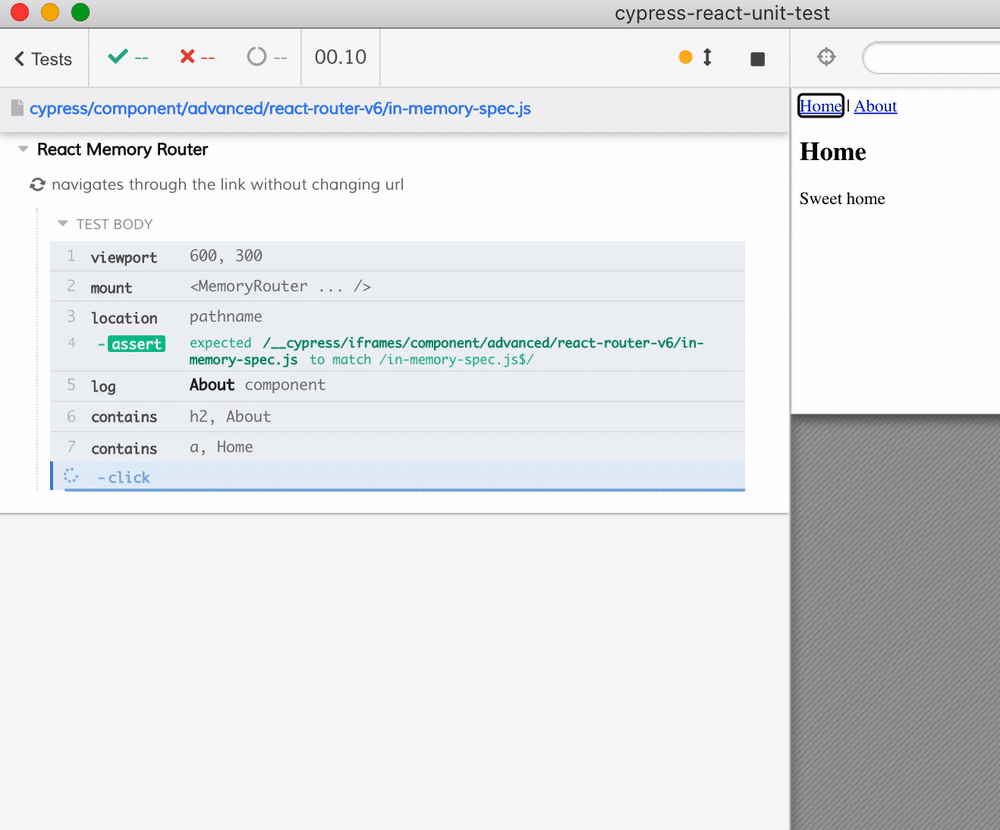 cypress-react-unit-test
Tests -- -- -- 00.10
cypress/component/advanced/react-router-v6/in-memory-spec.js
React Memory Router
navigates through the link without changing url
TEST BODY
1 viewport 600, 300
2 mount <MemoryRouter ... />
3 location pathname
4 -assert expected /__cypress/iframes/component/advanced/react-router-v6/in-
memory-spec.js to match /in-memory-spec.js$/
5 log About component
6 contains h2, About
7 contains a, Home
-click
Home | About
Home
Sweet home